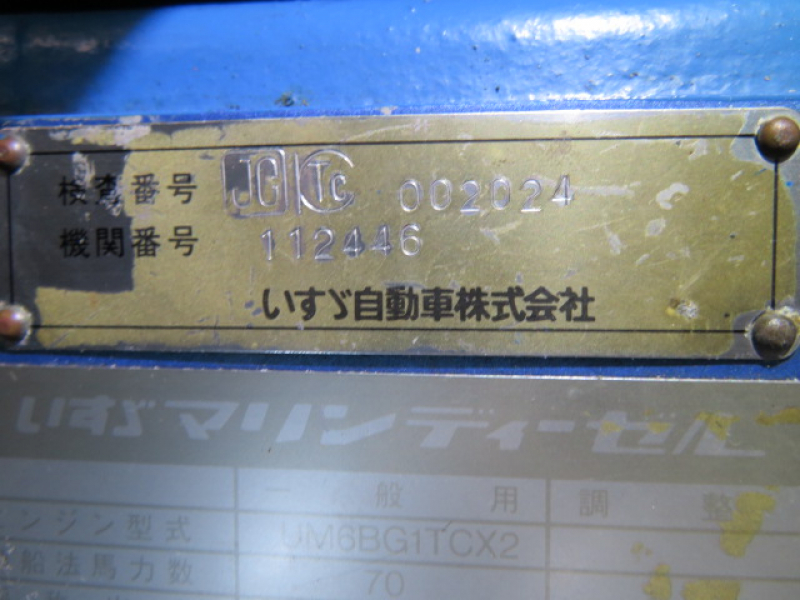 検査番号 JG TC 002024
機関番号 112446
いすゞ自動車株式会社
いすゞマリンディーゼル
一般用 調整
ンジン型式 UM6BG1TCX2
船法馬力数 70